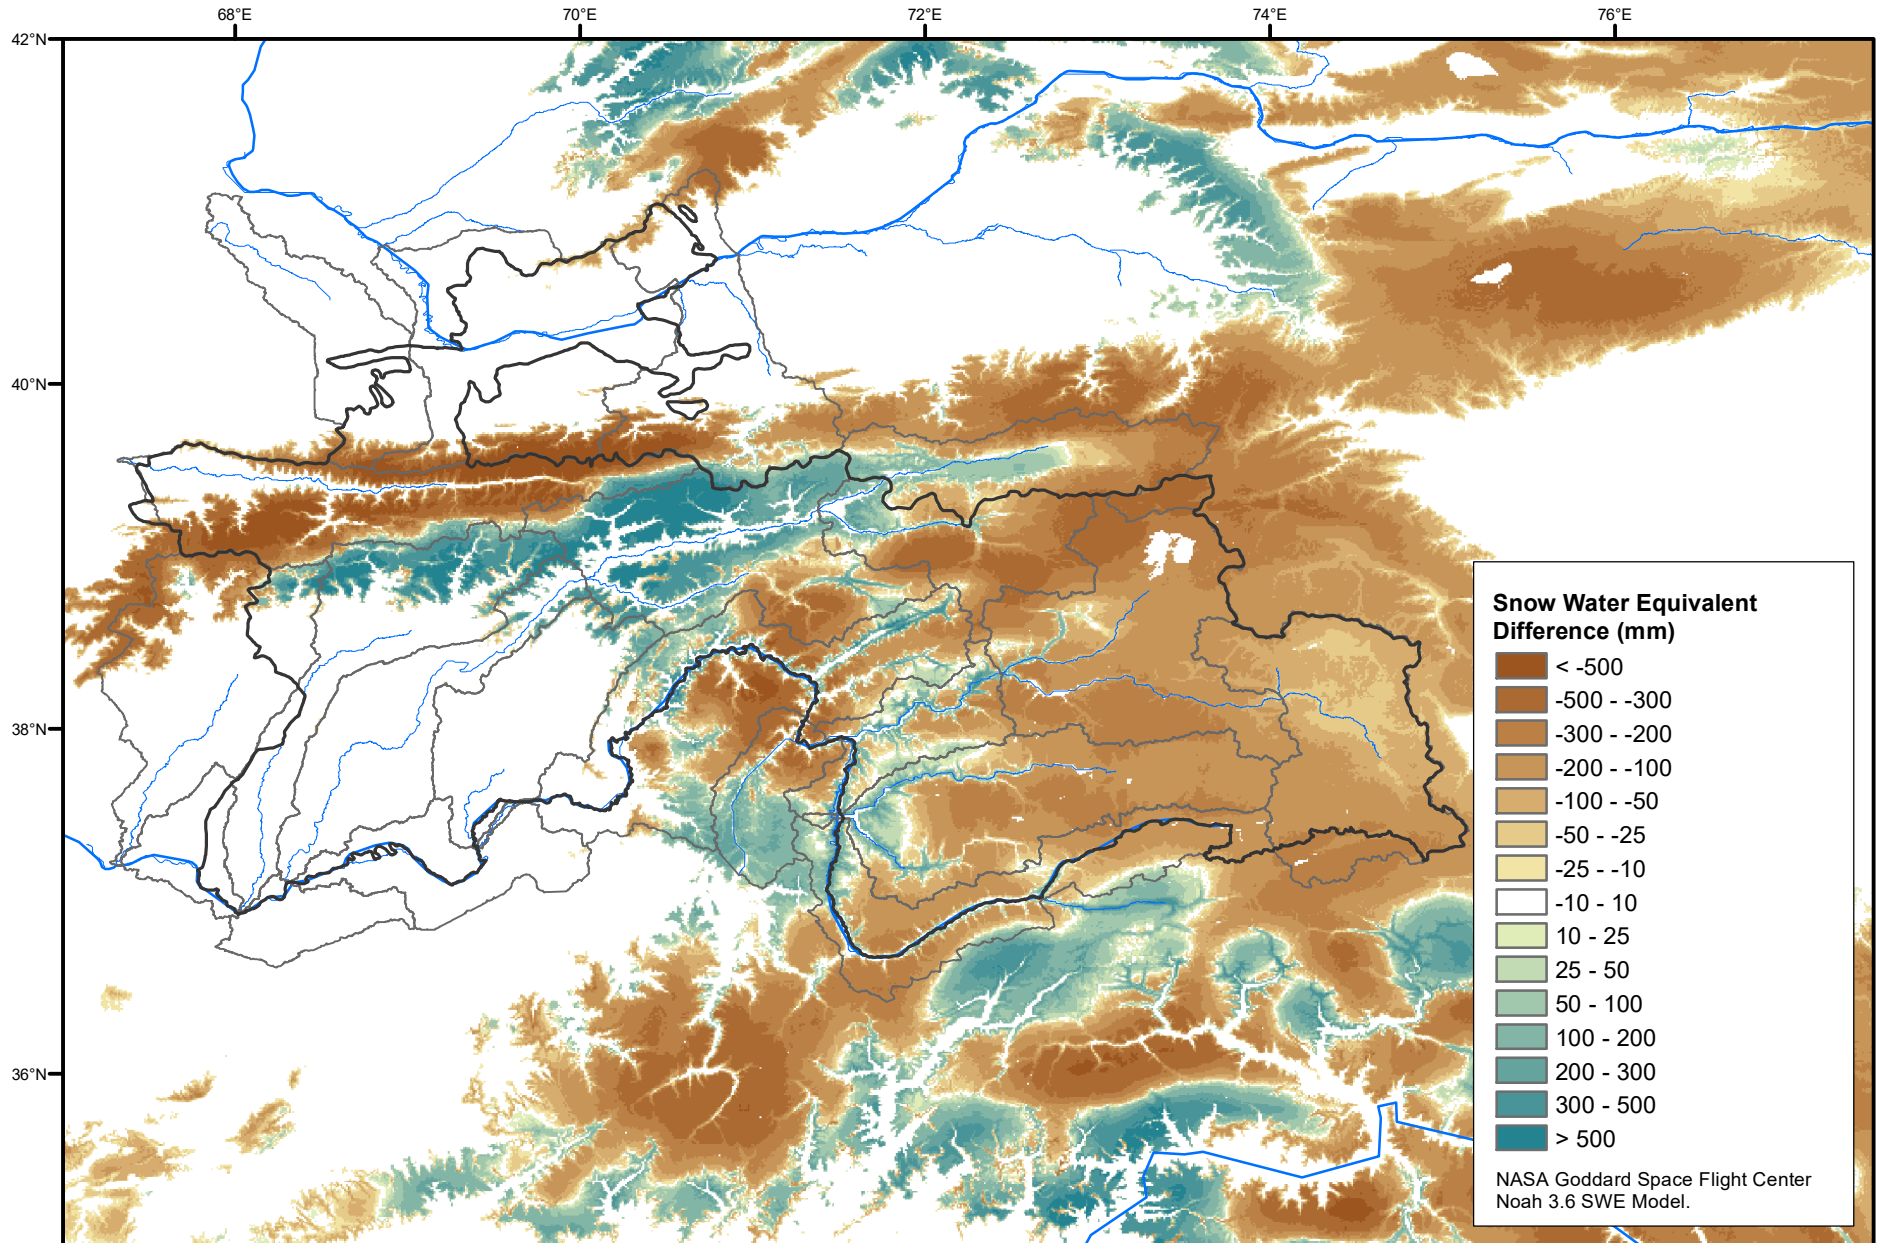 68°E 70°E 72°E 74°E 76°E
42°N
40°N
38°N
36°N
Snow Water Equivalent
Difference (mm)
< -500
-500 - -300
-300 - -200
-200 - -100
-100 - -50
-50 - -25
-25 - -10
-10 - 10
10 - 25
25 - 50
50 - 100
100 - 200
200 - 300
300 - 500
> 500
NASA Goddard Space Flight Center
Noah 3.6 SWE Model.